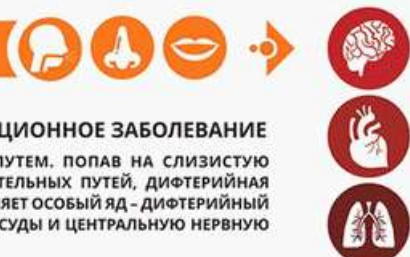 ЦИОННОЕ ЗАБОЛЕВАНИЕ
ПУТЕМ. ПОПАВ НА СЛИЗИСТУЮ
ТЕЛЬНЫХ ПУТЕЙ, ДИФТЕРИЙНАЯ
ЯЕТ ОСОБЫЙ ЯД – ДИФТЕРИЙНЫЙ
СУДЫ И ЦЕНТРАЛЬНУЮ НЕРВНУЮ